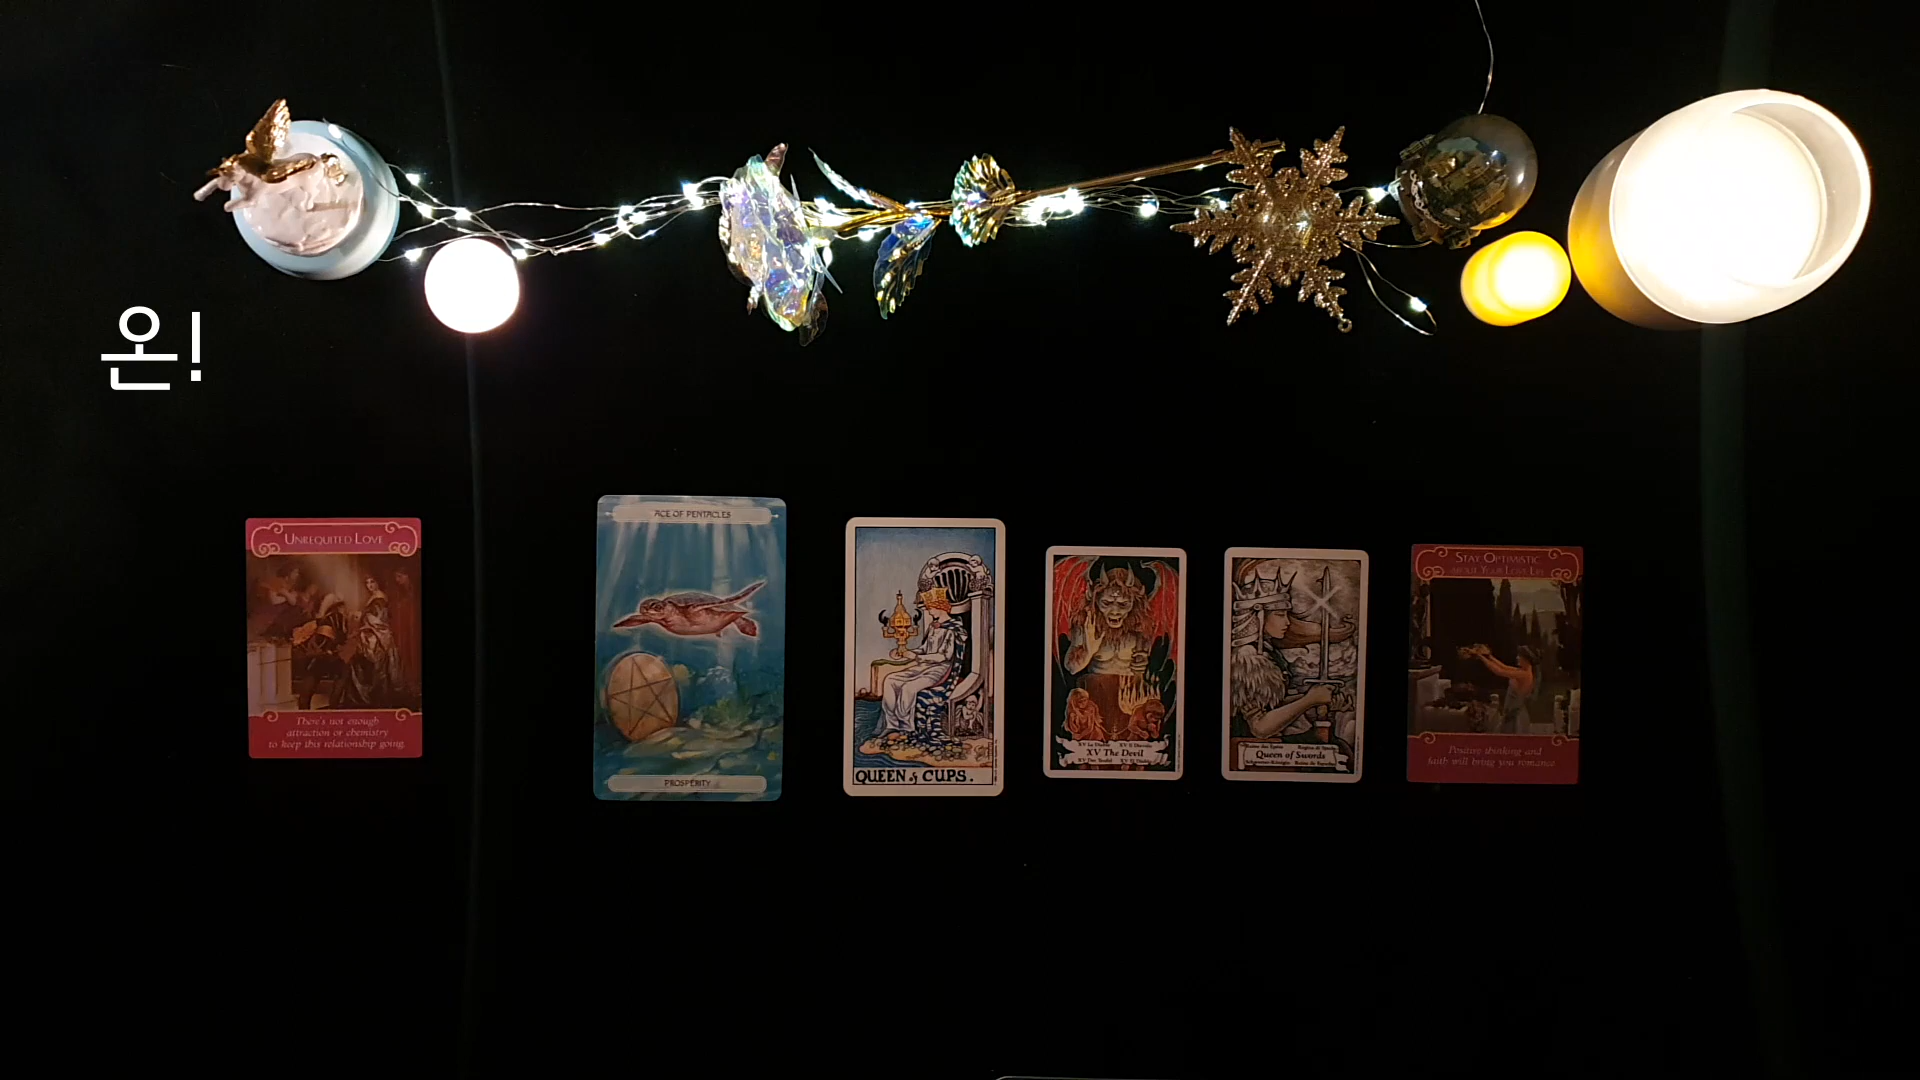 온!
UNREQUITED LOVE
There's not enough
attraction or chemistry
to keep this relationship going.
ACE OF PENTACLES
PROSPERITY
QUEEN of CUPS.
XV The Devil
Queen of Swords
STAY OPTIMISTIC
ABOUT YOUR LOVE LIFE
Positive thinking and
faith will bring you romance